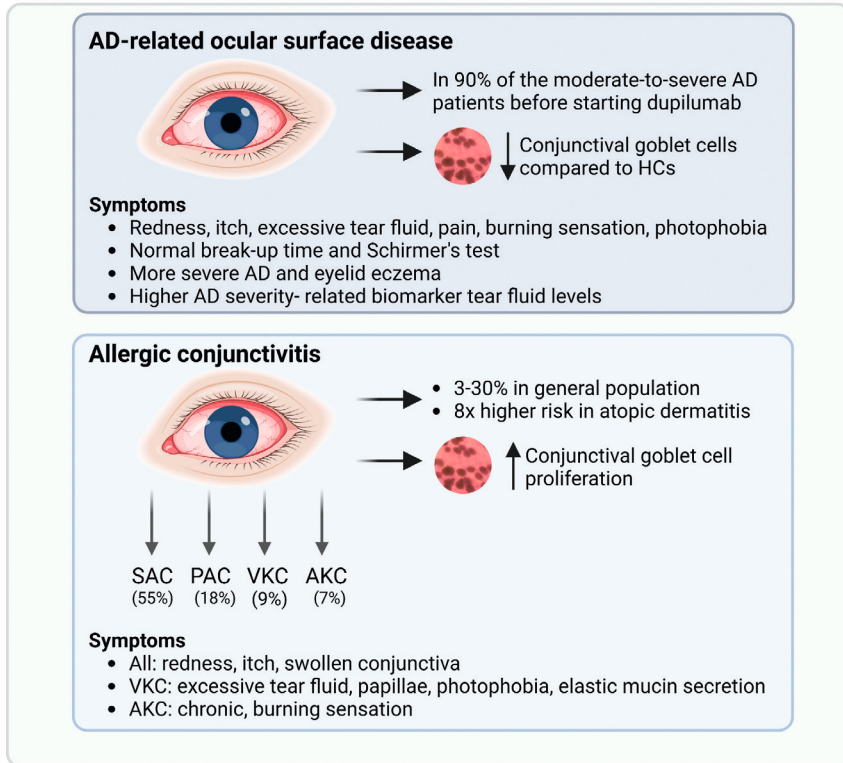 AD-related ocular surface disease
In 90% of the moderate-to-severe AD
patients before starting dupilumab
Conjunctival goblet cells
compared to HCs
Symptoms
• Redness, itch, excessive tear fluid, pain, burning sensation, photophobia
• Normal break-up time and Schirmer's test
• More severe AD and eyelid eczema
• Higher AD severity- related biomarker tear fluid levels
Allergic conjunctivitis
• 3-30% in general population
• 8x higher risk in atopic dermatitis
Conjunctival goblet cell
proliferation
SAC PAC VKC AKC
(55%) (18%) (9%) (7%)
Symptoms
• All: redness, itch, swollen conjunctiva
• VKC: excessive tear fluid, papillae, photophobia, elastic mucin secretion
• AKC: chronic, burning sensation